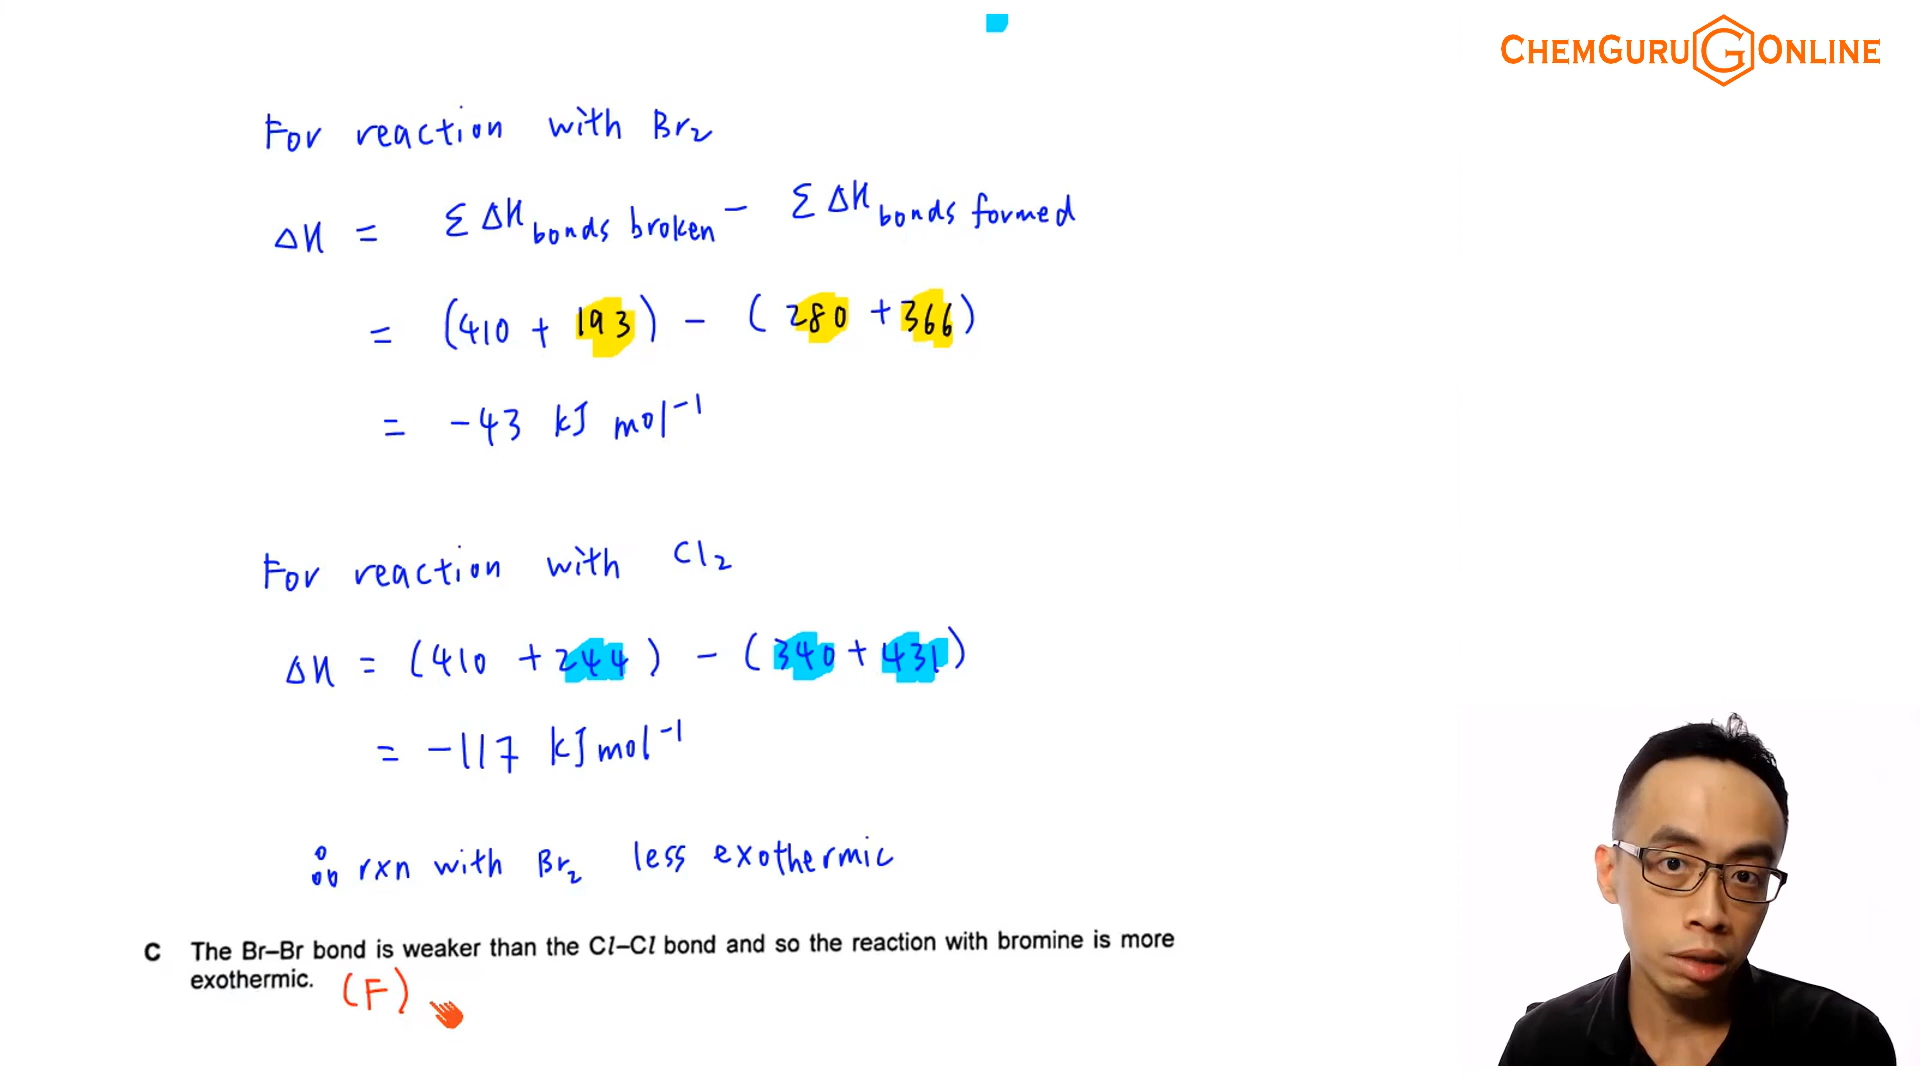 CHEMGURU G ONLINE
For reaction with Br₂
ΔH = Σ ΔH bonds broken − Σ ΔH bonds formed
= (410 + 193) − (280 + 366)
= −43 kJ mol⁻¹
For reaction with Cl₂
ΔH = (410 + 244) − (340 + 431)
= −117 kJ mol⁻¹
∴ rxn with Br₂ less exothermic
C The Br–Br bond is weaker than the Cl–Cl bond and so the reaction with bromine is more
exothermic. (F)